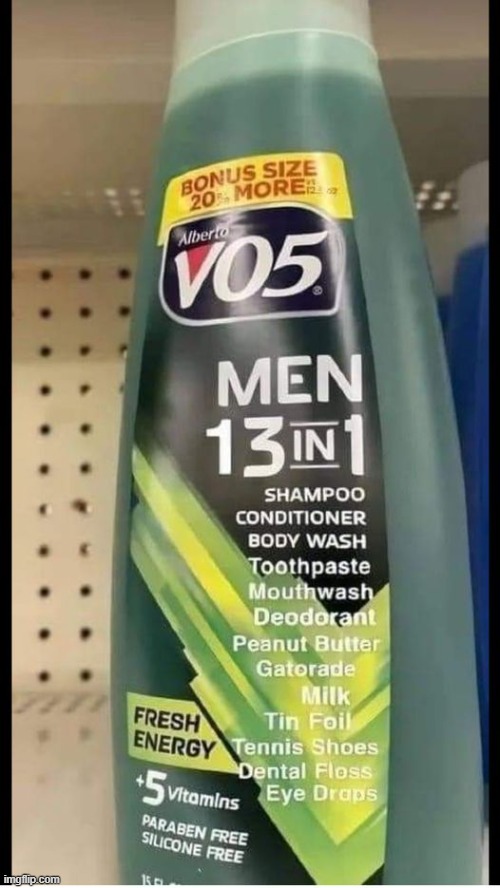 BONUS SIZE
20% MORE
Alberto
VO5
MEN
13 IN 1
SHAMPOO
CONDITIONER
BODY WASH
Toothpaste
Mouthwash
Deodorant
Peanut Butter
Gatorade
Milk
Tin Foil
Tennis Shoes
Dental Floss
Eye Drops
FRESH
ENERGY
+5 Vitamins
PARABEN FREE
SILICONE FREE
15 FL
imgflip.com